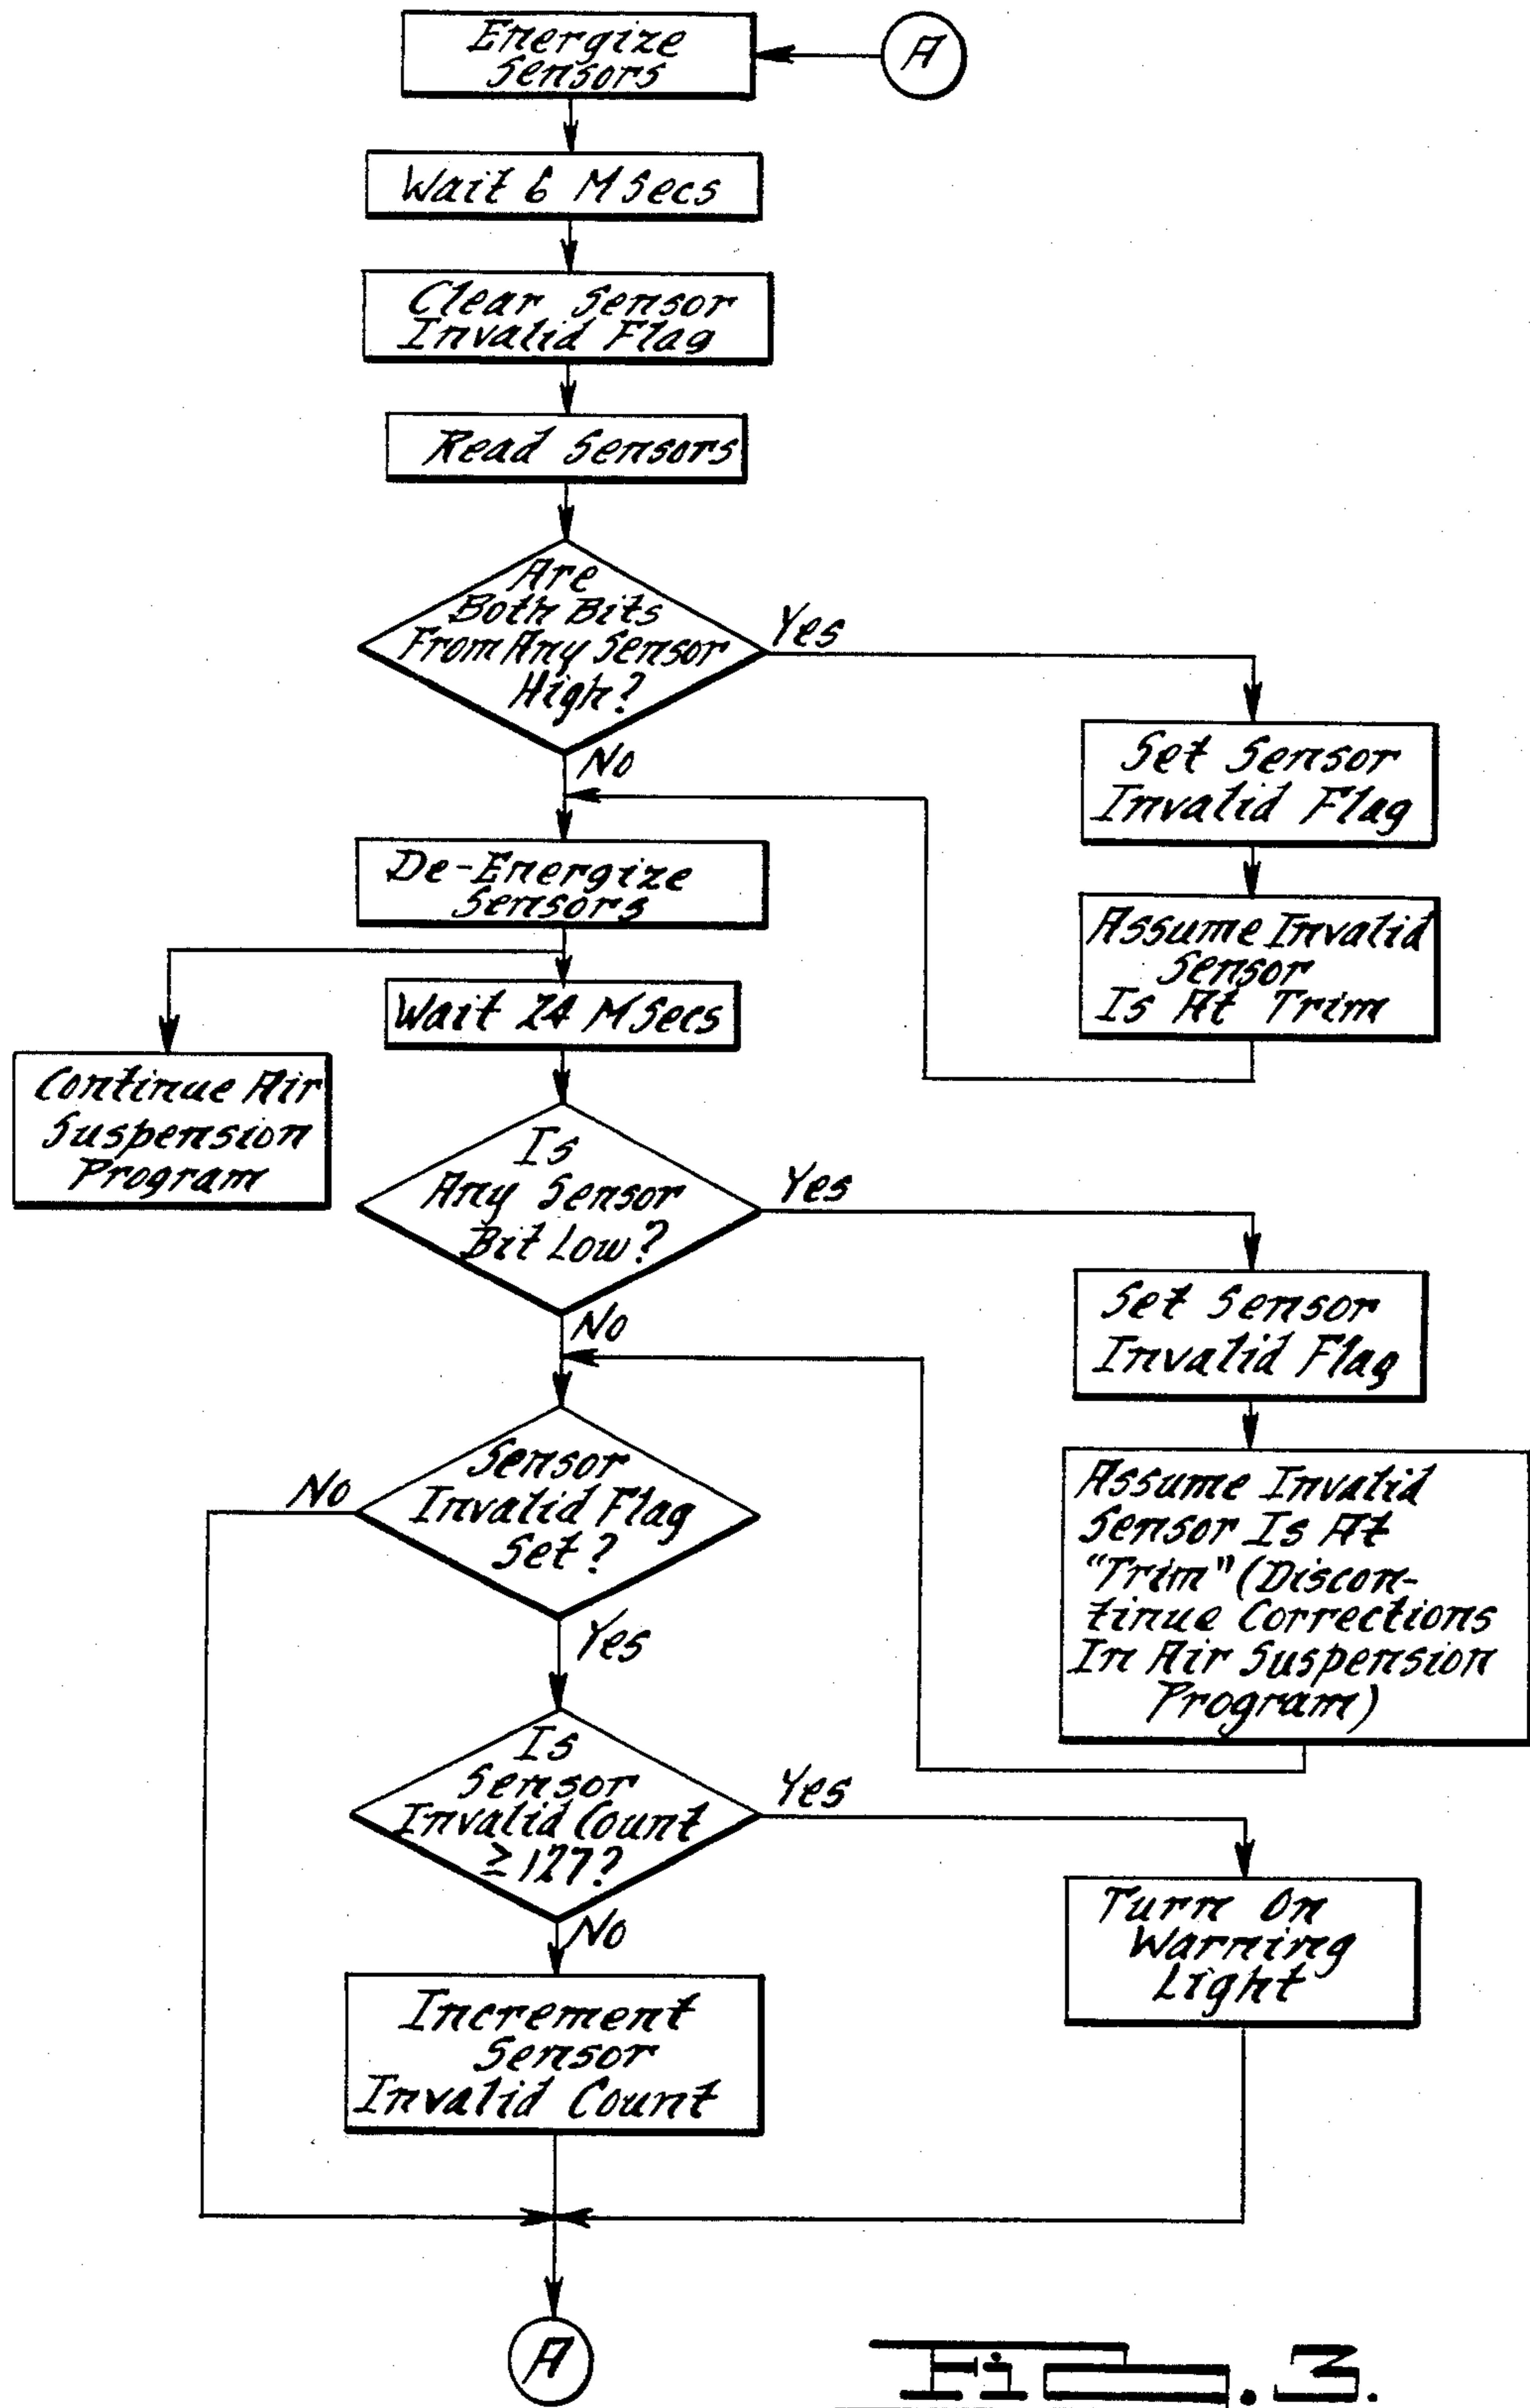 Energize
Sensors
A
Wait 6 MSecs
Clear Sensor
Invalid Flag
Read Sensors
Are
Both Bits
From Any Sensor
High?
Yes
No
Set Sensor
Invalid Flag
Assume Invalid
Sensor
Is At Trim
De-Energize
Sensors
Wait 24 MSecs
Continue Air
Suspension
Program
Is
Any Sensor
Bit Low?
Yes
No
Set Sensor
Invalid Flag
Assume Invalid
Sensor Is At
"Trim" (Discon-
tinue Corrections
In Air Suspension
Program)
Sensor
Invalid Flag
Set?
No
Yes
Is
Sensor
Invalid Count
≥ 127?
Yes
No
Turn On
Warning
Light
Increment
Sensor
Invalid Count
A
Fig. 3.